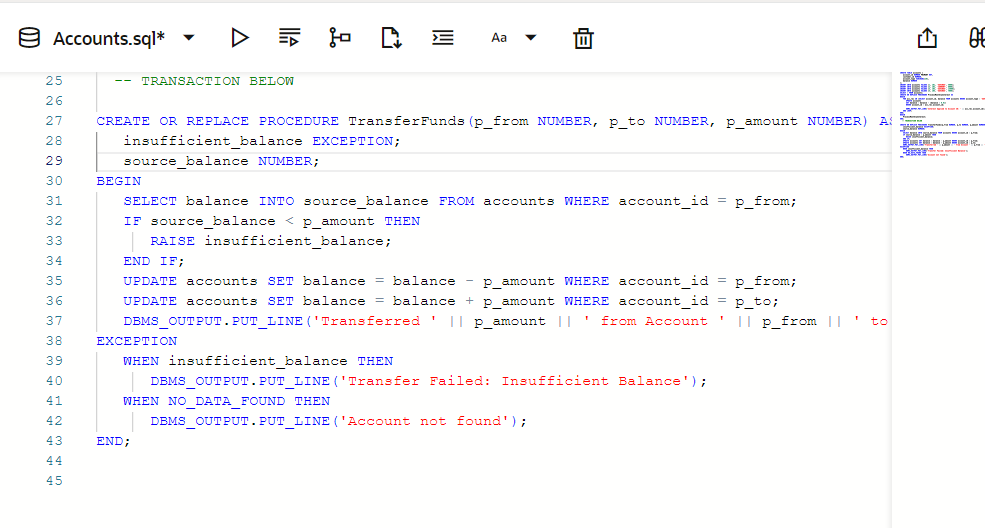 Accounts.sql*
Aa
25 -- TRANSACTION BELOW
26
27 CREATE OR REPLACE PROCEDURE TransferFunds(p_from NUMBER, p_to NUMBER, p_amount NUMBER) AS
28 insufficient_balance EXCEPTION;
29 source_balance NUMBER;
30 BEGIN
31 SELECT balance INTO source_balance FROM accounts WHERE account_id = p_from;
32 IF source_balance < p_amount THEN
33 RAISE insufficient_balance;
34 END IF;
35 UPDATE accounts SET balance = balance - p_amount WHERE account_id = p_from;
36 UPDATE accounts SET balance = balance + p_amount WHERE account_id = p_to;
37 DBMS_OUTPUT.PUT_LINE('Transferred ' || p_amount || ' from Account ' || p_from || ' to
38 EXCEPTION
39 WHEN insufficient_balance THEN
40 DBMS_OUTPUT.PUT_LINE('Transfer Failed: Insufficient Balance');
41 WHEN NO_DATA_FOUND THEN
42 DBMS_OUTPUT.PUT_LINE('Account not found');
43 END;
44
45